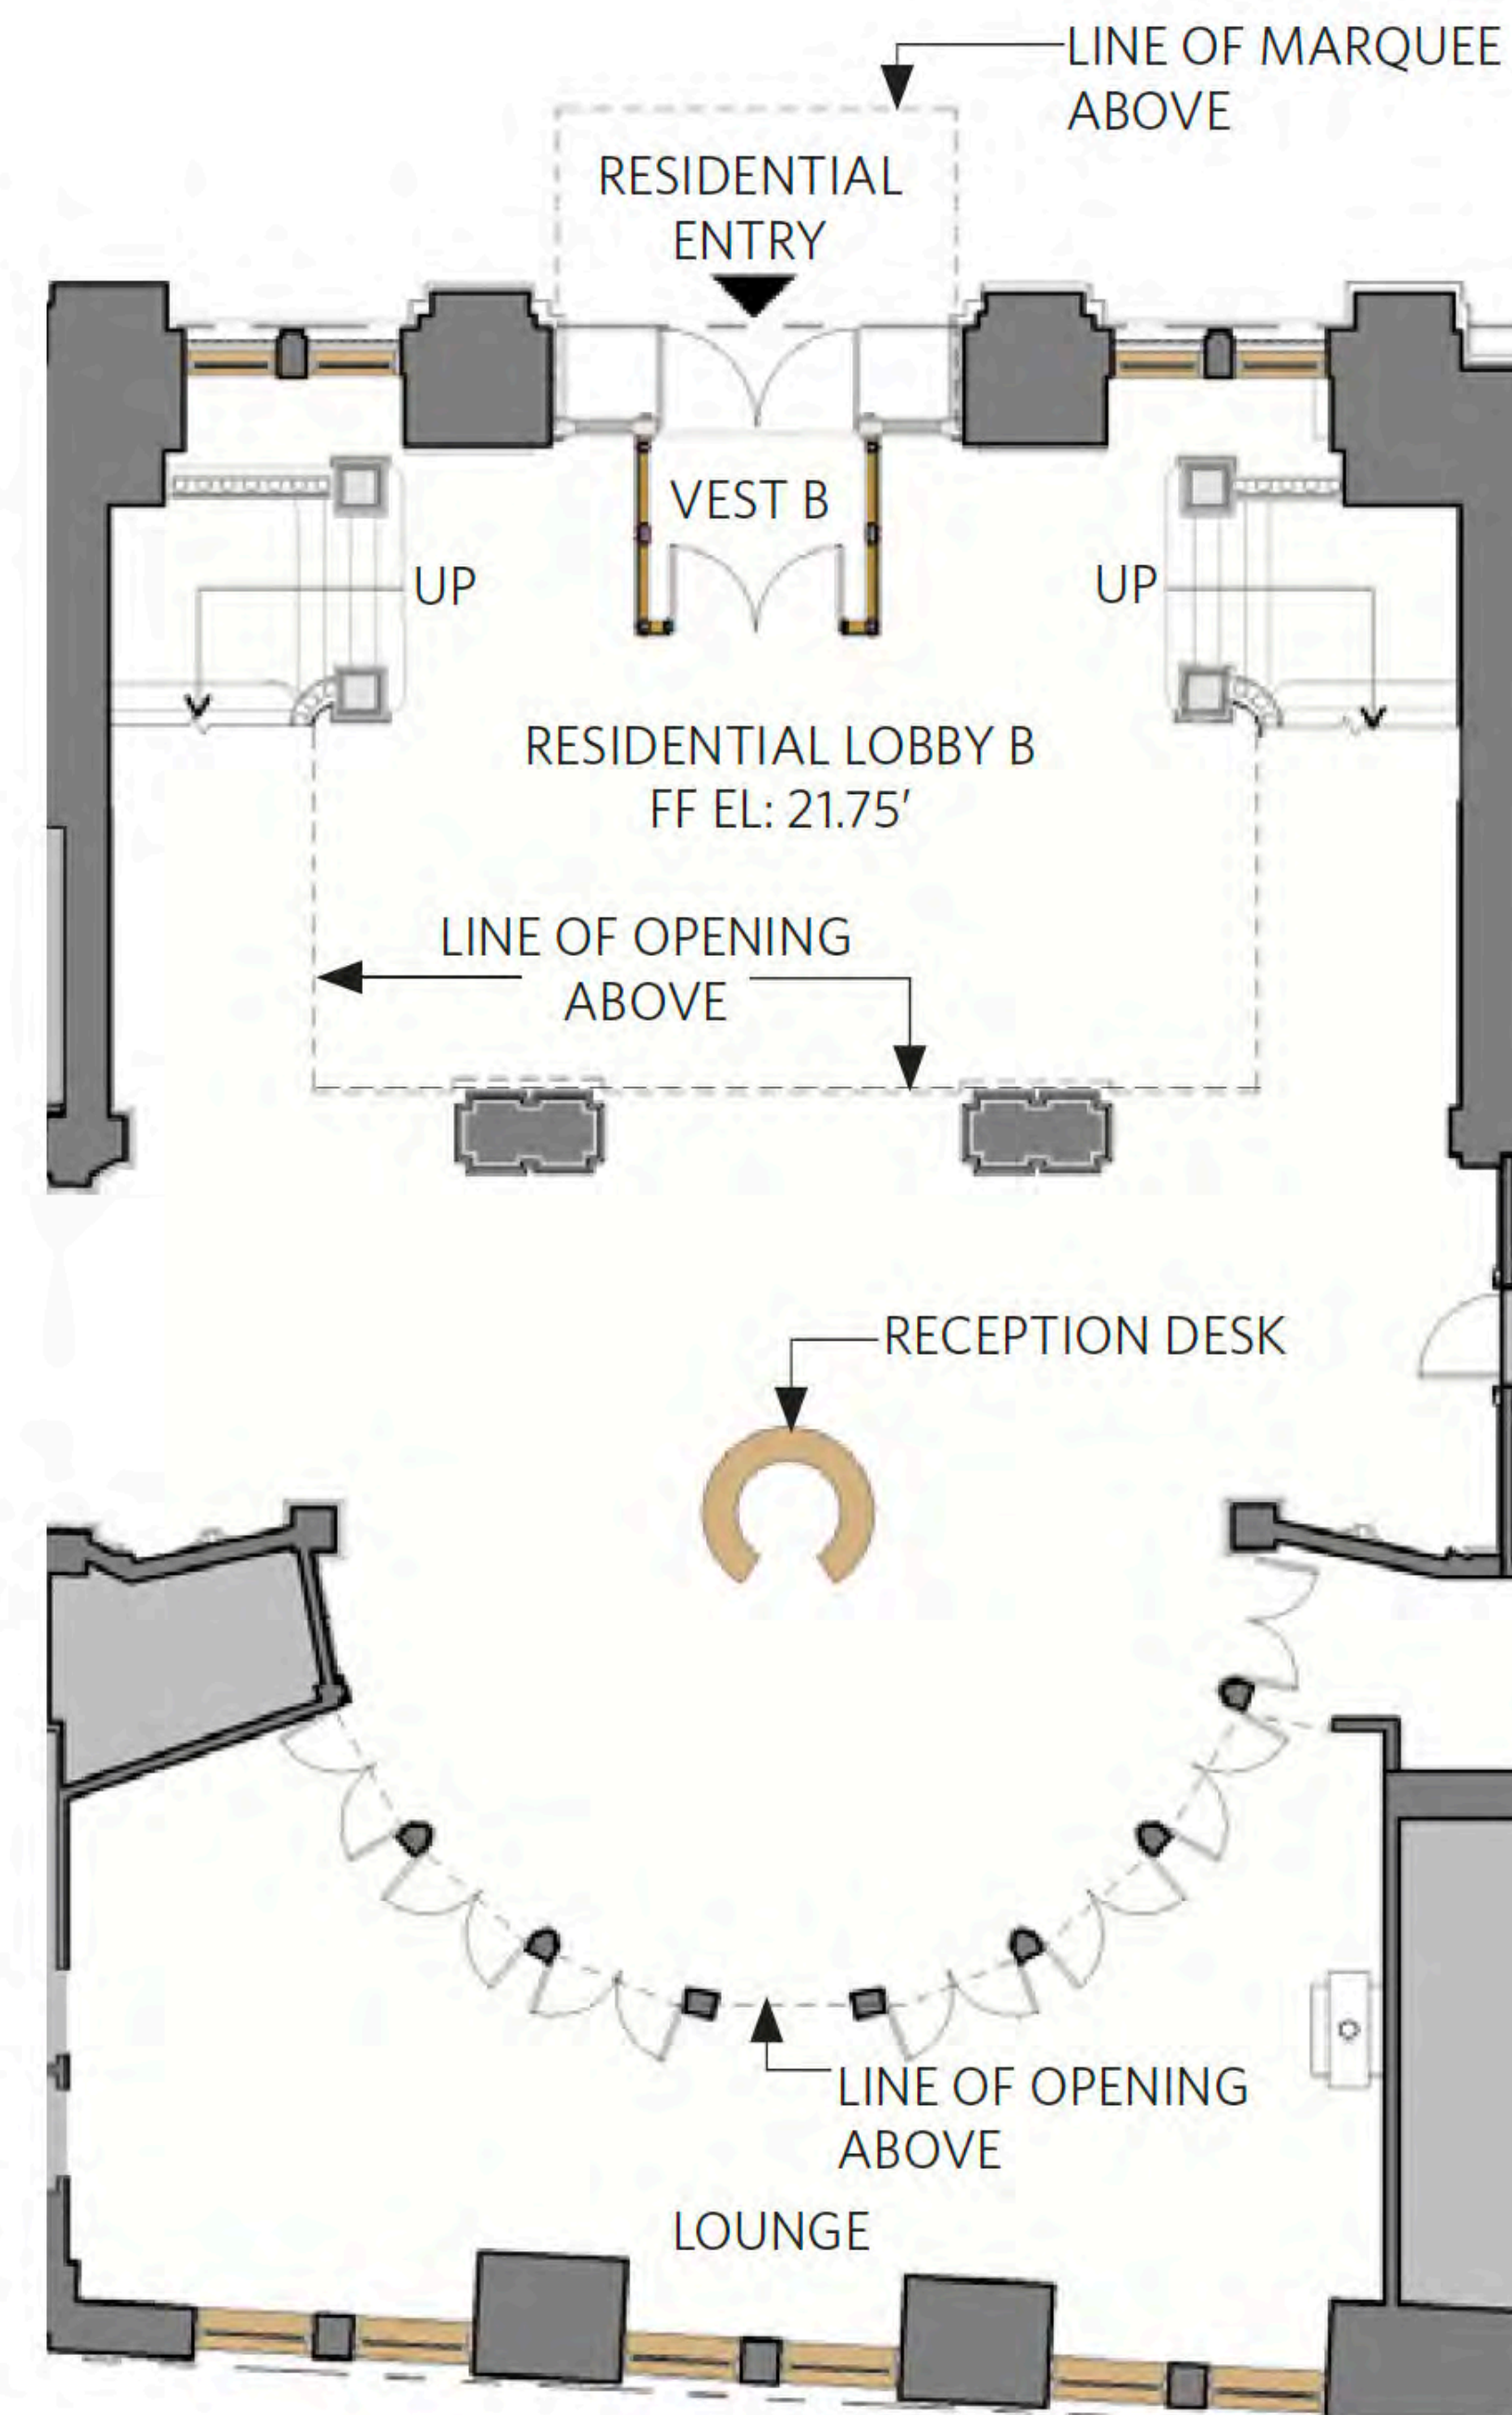 LINE OF MARQUEE
ABOVE
RESIDENTIAL
ENTRY
VEST B
UP
UP
RESIDENTIAL LOBBY B
FF EL: 21.75′
LINE OF OPENING
ABOVE
RECEPTION DESK
LINE OF OPENING
ABOVE
LOUNGE